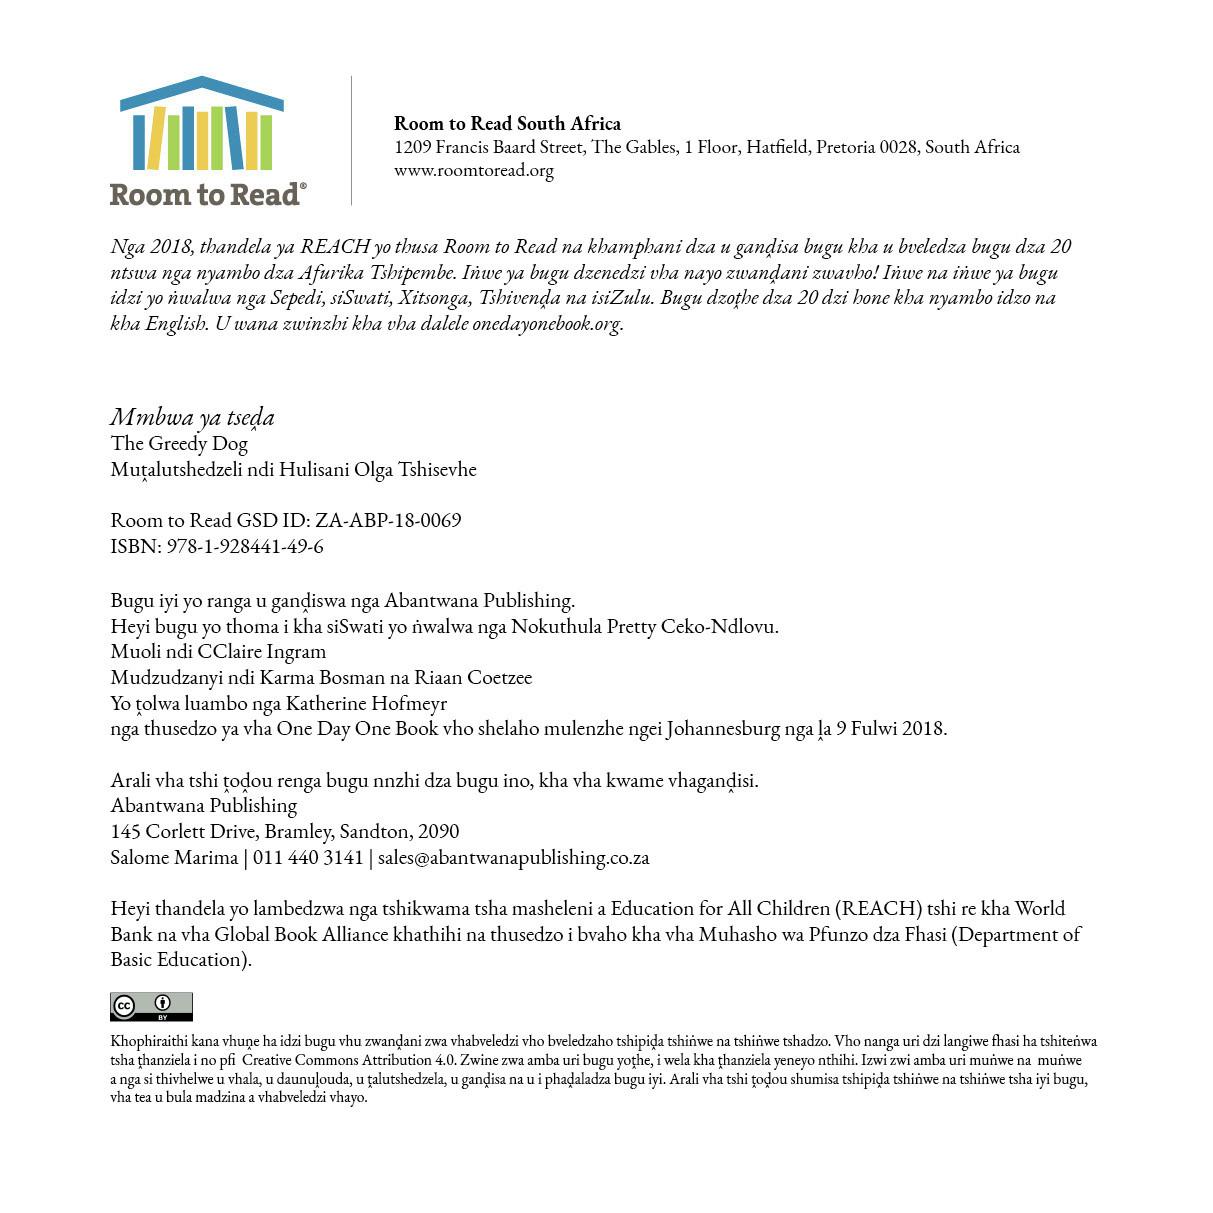 Room to Read®
Room to Read South Africa
1209 Francis Baard Street, The Gables, 1 Floor, Hatfield, Pretoria 0028, South Africa
www.roomtoread.org
Nga 2018, thandela ya REACH yo thusa Room to Read na khamphani dza u ganḓisa bugu kha u bveledza bugu dza 20
ntswa nga nyambo dza Afurika Tshipembe. Iṅwe ya bugu dzenedzi vha nayo zwanḓani zwavho! Iṅwe na iṅwe ya bugu
idzi yo ṅwalwa nga Sepedi, siSwati, Xitsonga, Tshivenḓa na isiZulu. Bugu dzoṱhe dza 20 dzi hone kha nyambo idzo na
kha English. U wana zwinzhi kha vha dalele onedayonebook.org.
Mmbwa ya tseḓa
The Greedy Dog
Muṱalutshedzeli ndi Hulisani Olga Tshisevhe
Room to Read GSD ID: ZA-ABP-18-0069
ISBN: 978-1-928441-49-6
Bugu iyi yo ranga u ganḓiswa nga Abantwana Publishing.
Heyi bugu yo thoma i kha siSwati yo ṅwalwa nga Nokuthula Pretty Ceko-Ndlovu.
Muoli ndi CClaire Ingram
Mudzudzanyi ndi Karma Bosman na Riaan Coetzee
Yo ṱolwa luambo nga Katherine Hofmeyr
nga thusedzo ya vha One Day One Book vho shelaho mulenzhe ngei Johannesburg nga ḽa 9 Fulwi 2018.
Arali vha tshi ṱoḓou renga bugu nnzhi dza bugu ino, kha vha kwame vhaganḓisi.
Abantwana Publishing
145 Corlett Drive, Bramley, Sandton, 2090
Salome Marima | 011 440 3141 | sales@abantwanapublishing.co.za
Heyi thandela yo lambedzwa nga tshikwama tsha masheleni a Education for All Children (REACH) tshi re kha World
Bank na vha Global Book Alliance khathihi na thusedzo i bvaho kha vha Muhasho wa Pfunzo dza Fhasi (Department of
Basic Education).
cc BY
Khophiraithi kana vhuṋe ha idzi bugu vhu zwanḓani zwa vhabveledzi vho bveledzaho tshipiḓa tshiṅwe na tshiṅwe tshadzo. Vho nanga uri dzi langiwe fhasi ha tshiteṅwa
tsha ṱhanziela i no pfi Creative Commons Attribution 4.0. Zwine zwa amba uri bugu yoṱhe, i wela kha ṱhanziela yeneyo nthihi. Izwi zwi amba uri muṅwe na muṅwe
a nga si thivhelwe u vhala, u daunuḽouda, u ṱalutshedzela, u ganḓisa na u i phaḓaladza bugu iyi. Arali vha tshi ṱoḓou shumisa tshipiḓa tshiṅwe na tshiṅwe tsha iyi bugu,
vha tea u bula madzina a vhabveledzi vhayo.